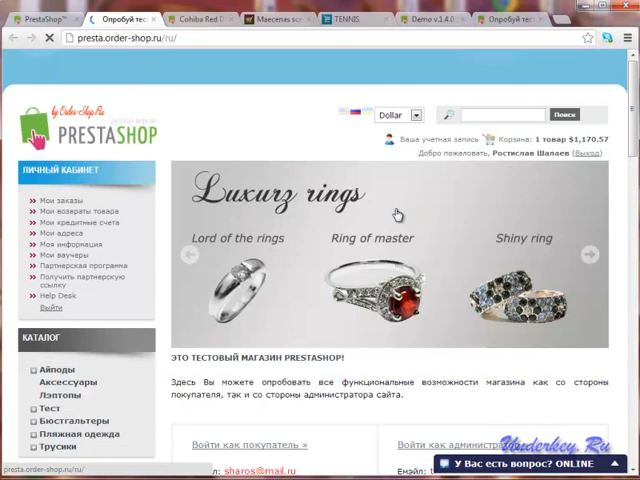 PrestaShop™
Опробуй тест
Cohiba Red D
Maecenas sce
TENNIS
Demo v.1.4.0.
Опробуй тест
presta.order-shop.ru/ru/
by Order-Shop.Ru
PRESTASHOP
Dollar
Поиск
Ваша учетная запись
Корзина: 1 товар $1,170.57
Добро пожаловать, Ростислав Шалаев (Выход)
ЛИЧНЫЙ КАБИНЕТ
Мои заказы
Мои возвраты товара
Мои кредитные счета
Мои адреса
Моя информация
Мои ваучеры
Партнерская программа
Получить партнерскую
ссылку
Help Desk
Выйти
КАТАЛОГ
Айподы
Аксессуары
Лэптопы
Тест
Бюстгальтеры
Пляжная одежда
Трусики
Luxurz rings
Lord of the rings
Ring of master
Shiny ring
ЭТО ТЕСТОВЫЙ МАГАЗИН PRESTASHOP!
Здесь Вы можете опробовать все функциональные возможности магазина как со стороны
покупателя, так и со стороны администратора сайта.
Войти как покупатель »
Войти как администратор
Емэйл: sharos@mail.ru
Емэйл:
Underkey.Ru
У Вас есть вопрос? ONLINE
presta.order-shop.ru/ru/